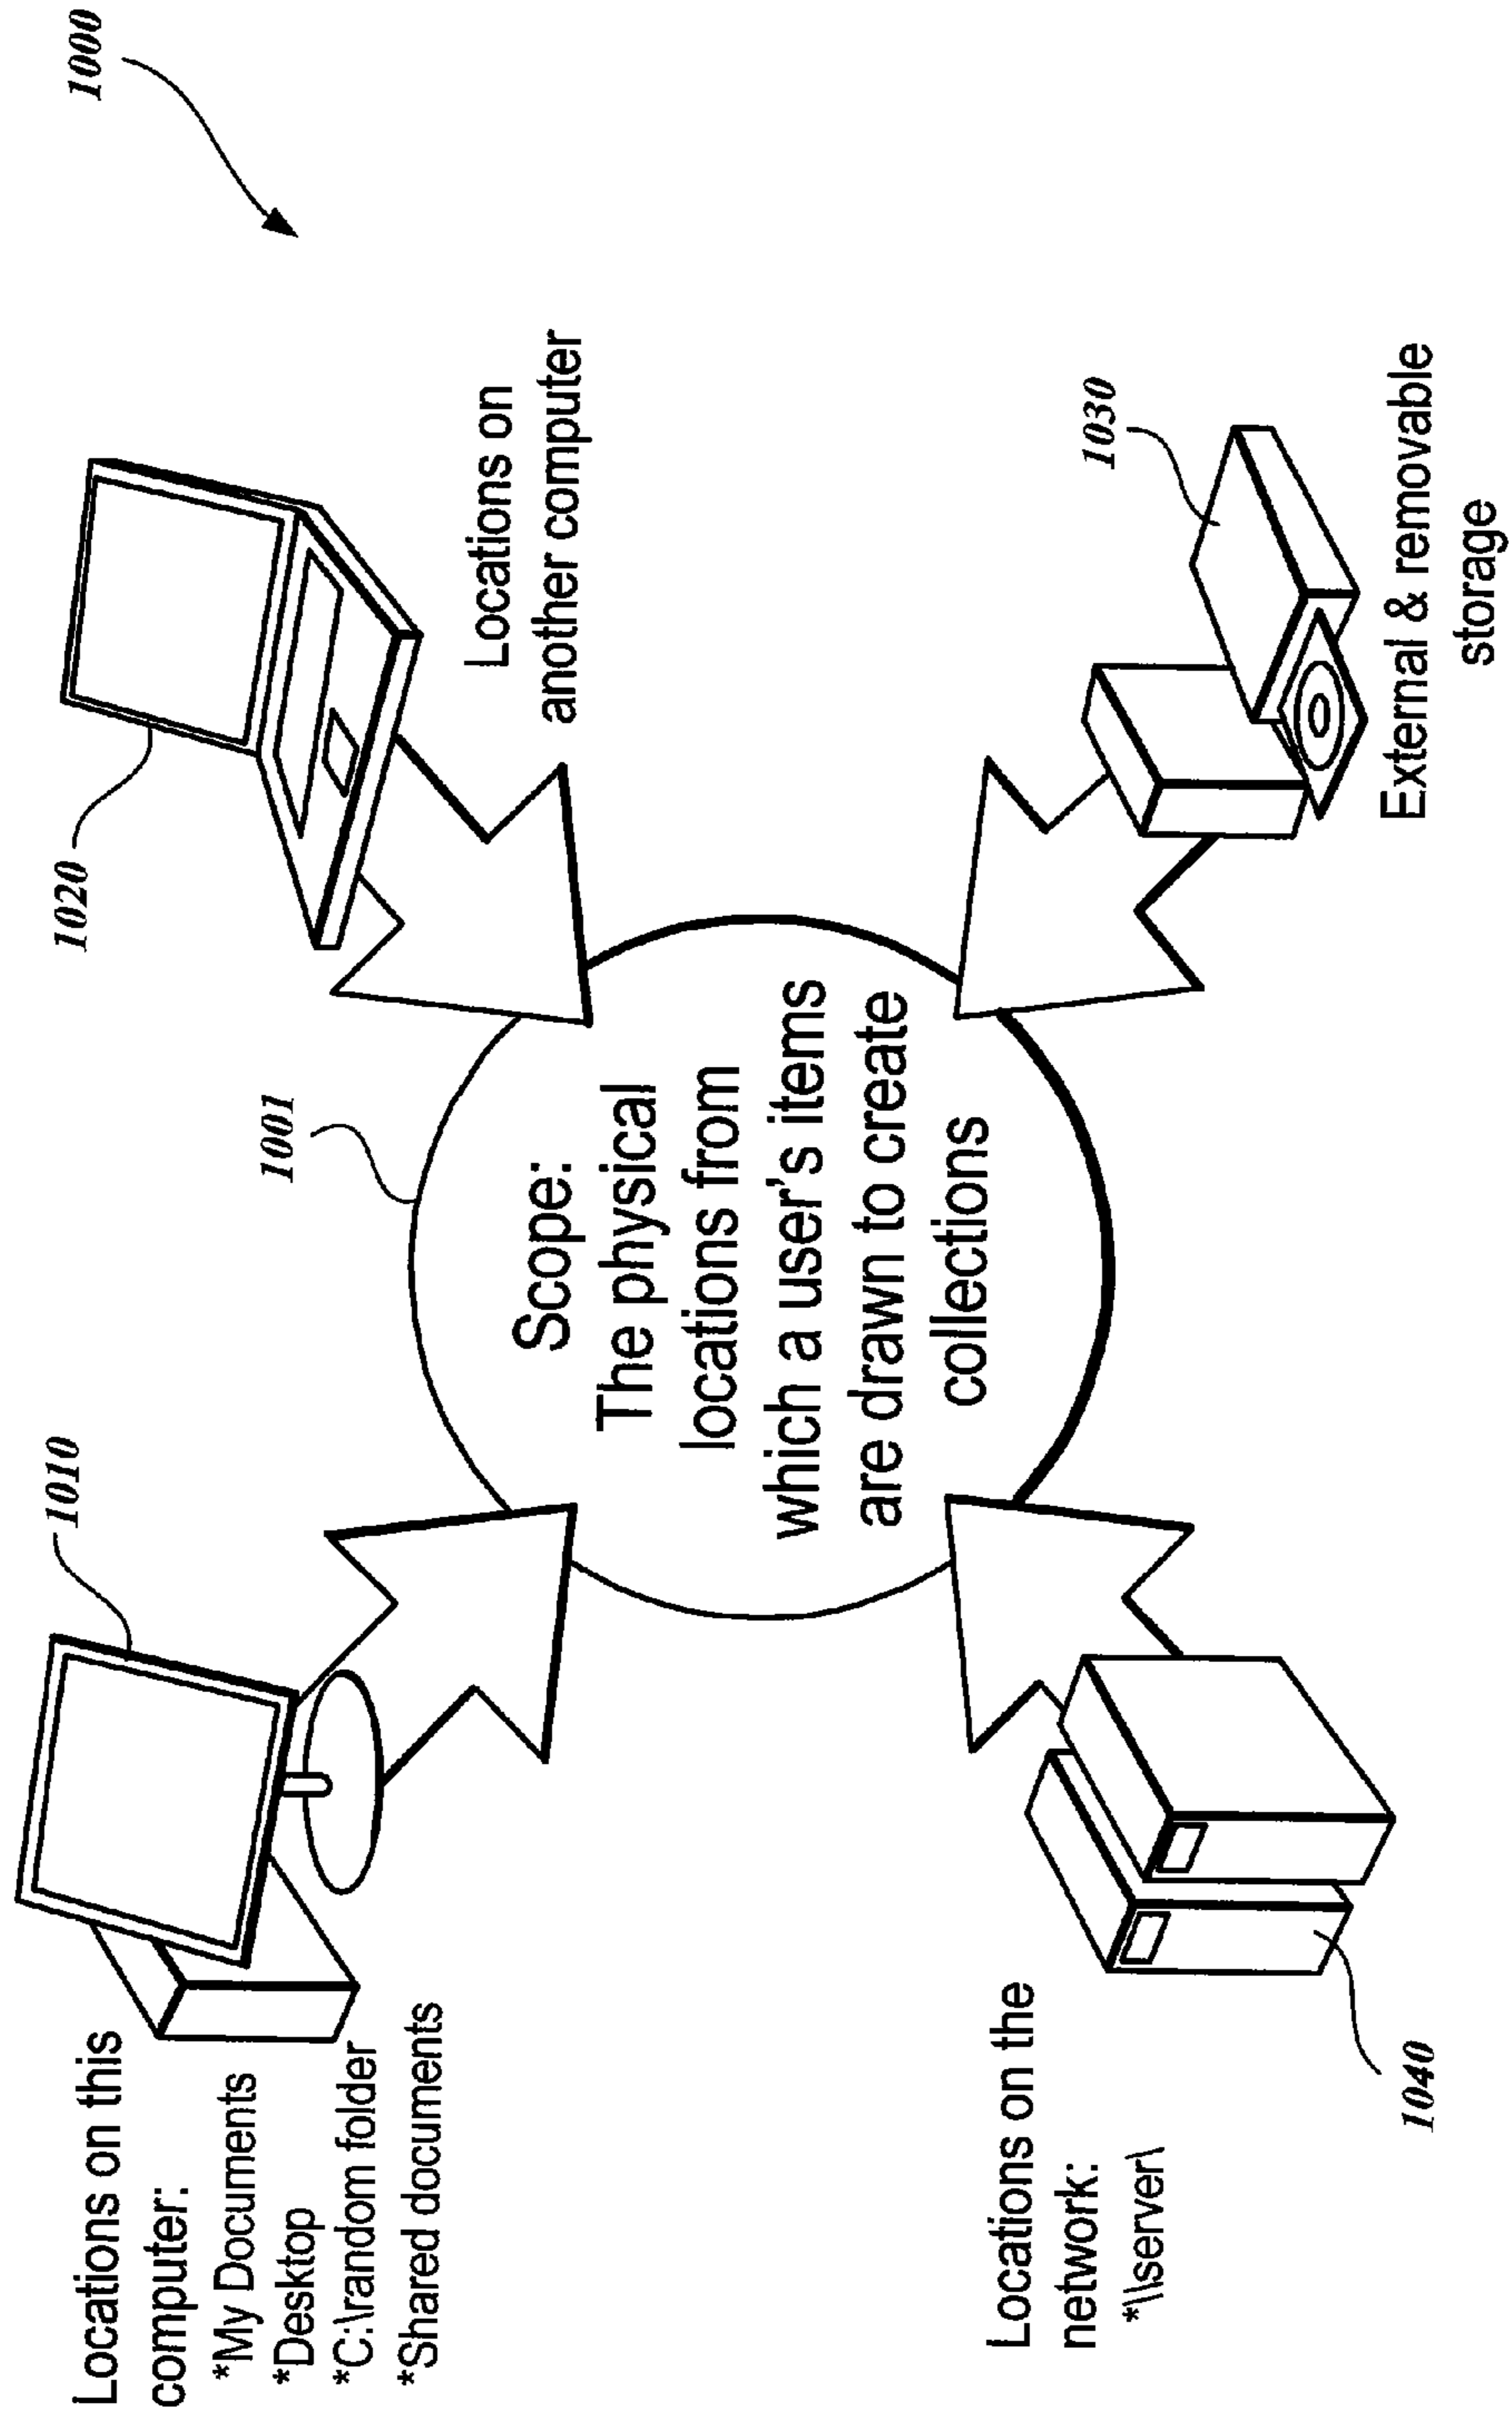 1000
1010
1020
Locations on this
computer:
*My Documents
*Desktop
*C:\random folder
*Shared documents
Locations on
another computer
1001
Scope:
The physical
locations from
which a user's items
are drawn to create
collections
Locations on the
network:
*\\server\
1040
1030
External & removable
storage